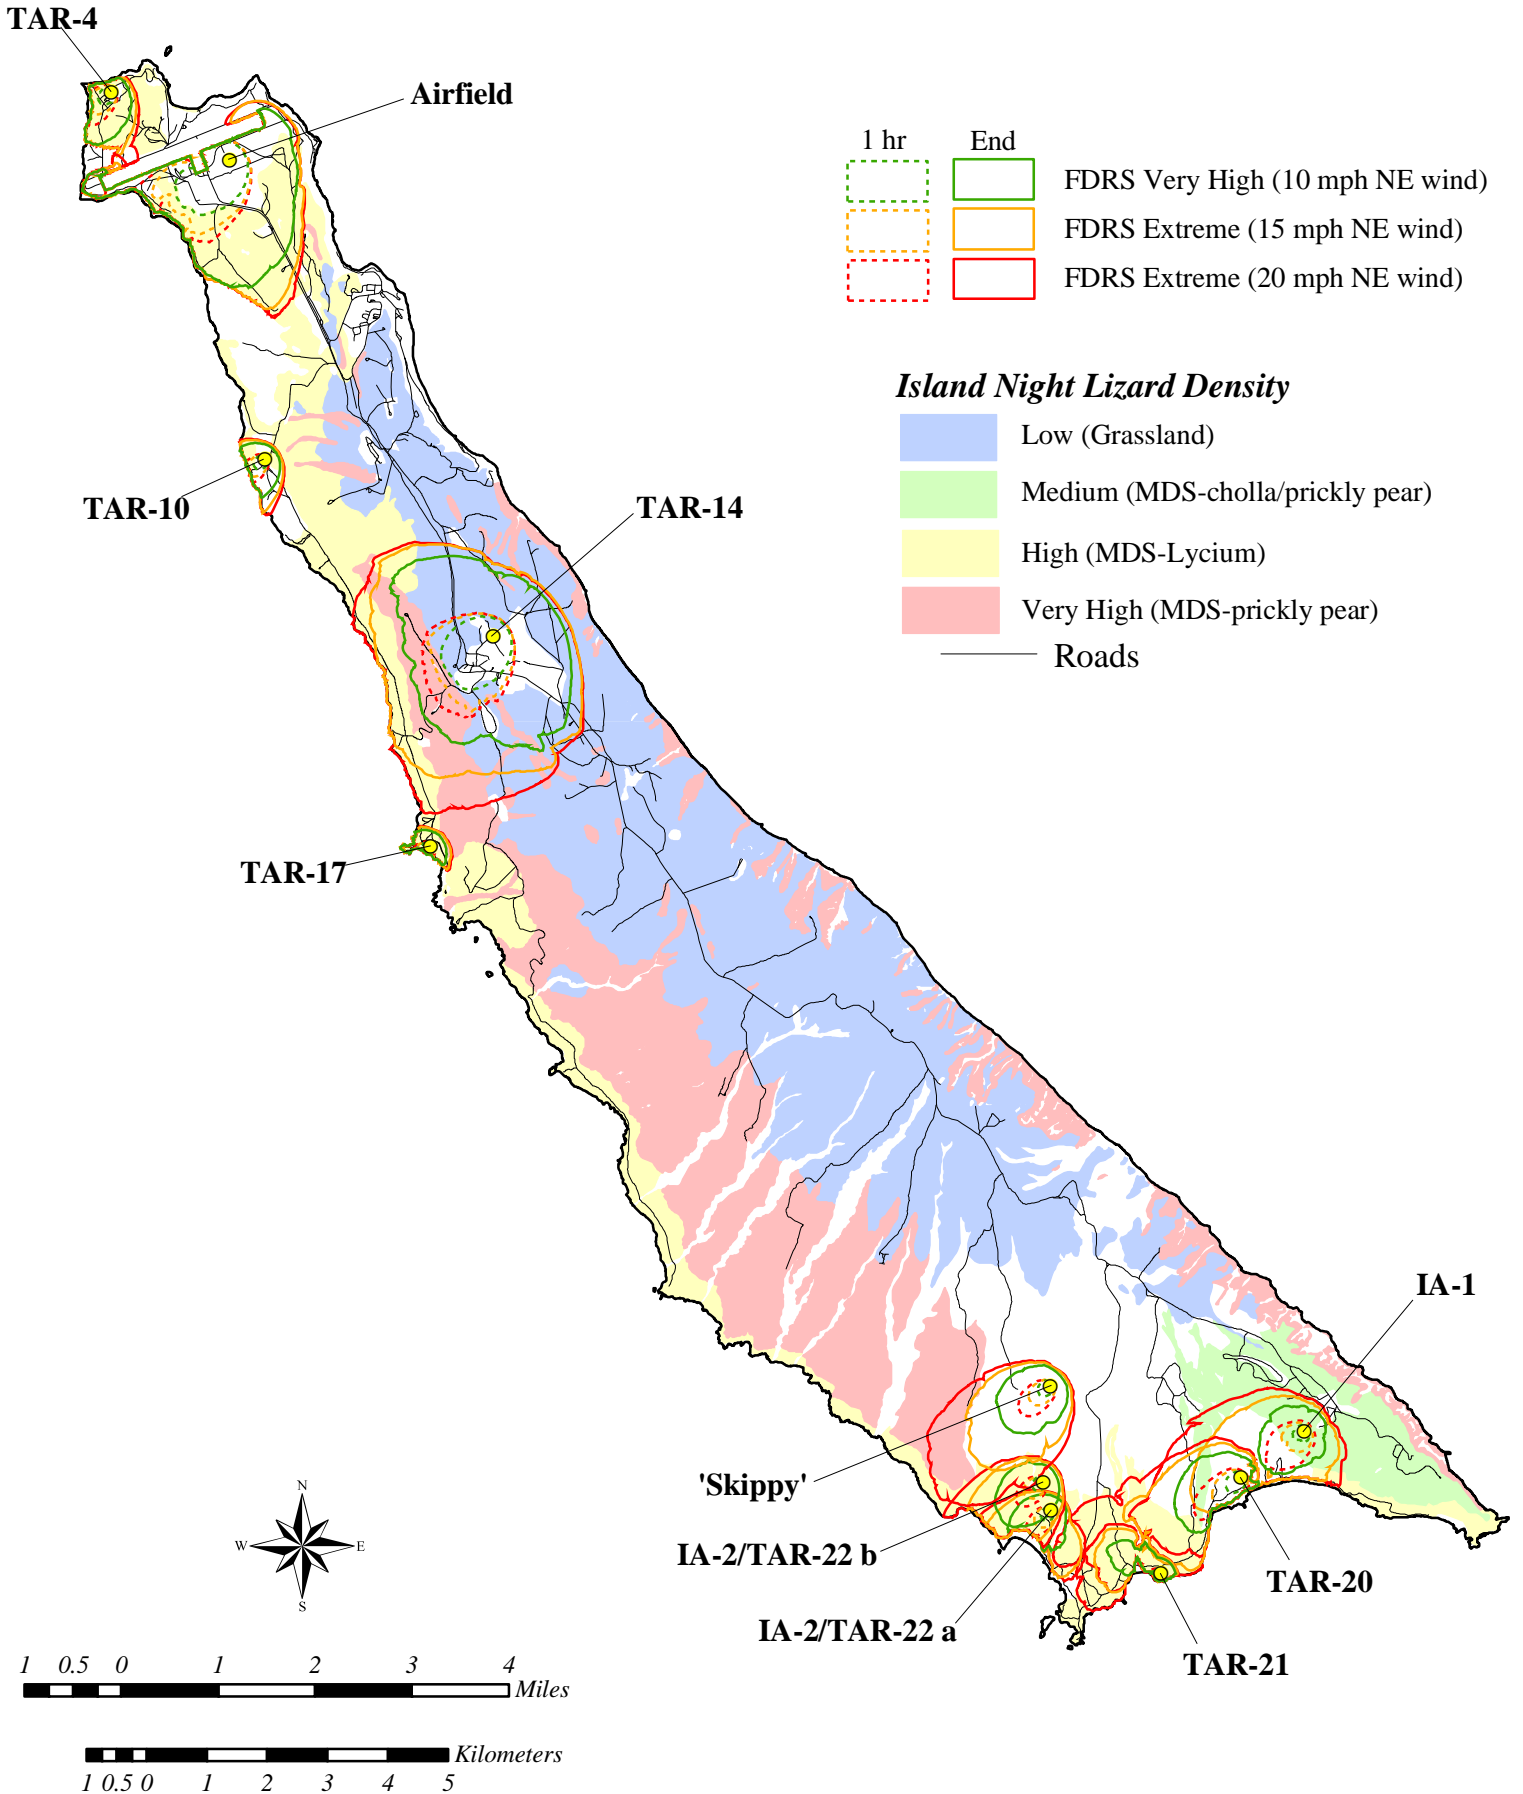 TAR-4
Airfield
1 hr End
FDRS Very High (10 mph NE wind)
FDRS Extreme (15 mph NE wind)
FDRS Extreme (20 mph NE wind)
Island Night Lizard Density
Low (Grassland)
Medium (MDS-cholla/prickly pear)
High (MDS-Lycium)
Very High (MDS-prickly pear)
Roads
TAR-10
TAR-14
TAR-17
IA-1
'Skippy'
IA-2/TAR-22 b
IA-2/TAR-22 a
TAR-20
TAR-21
N
W E
S
1 0.5 0 1 2 3 4
Miles
Kilometers
1 0.5 0 1 2 3 4 5